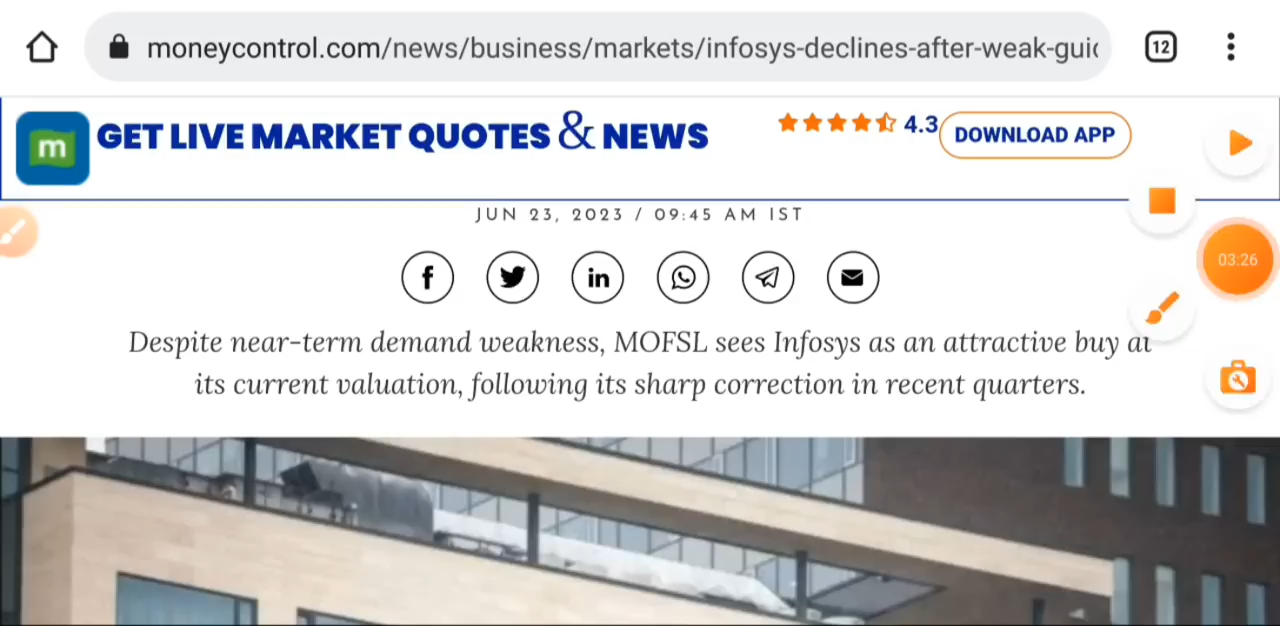 moneycontrol.com/news/business/markets/infosys-declines-after-weak-guic
12
m
GET LIVE MARKET QUOTES & NEWS
4.3
DOWNLOAD APP
JUN 23, 2023 / 09:45 AM IST
03:26
f
in
Despite near-term demand weakness, MOFSL sees Infosys as an attractive buy at
its current valuation, following its sharp correction in recent quarters.